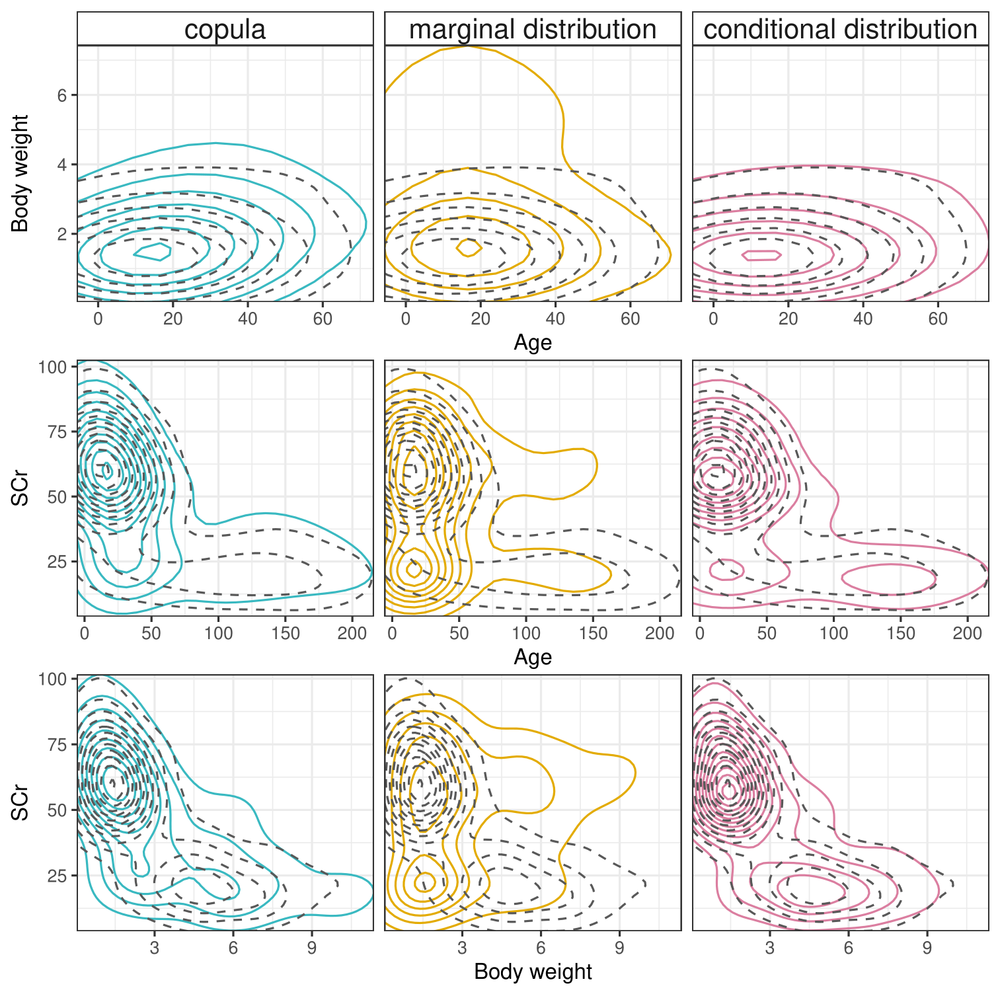 copula marginal distribution conditional distribution
Body weight
6
4
2
0 20 40 60 0 20 40 60 0 20 40 60
Age
SCr
100
75
50
25
0 50 100 150 200 0 50 100 150 200 0 50 100 150 200
Age
SCr
100
75
50
25
3 6 9 3 6 9 3 6 9
Body weight